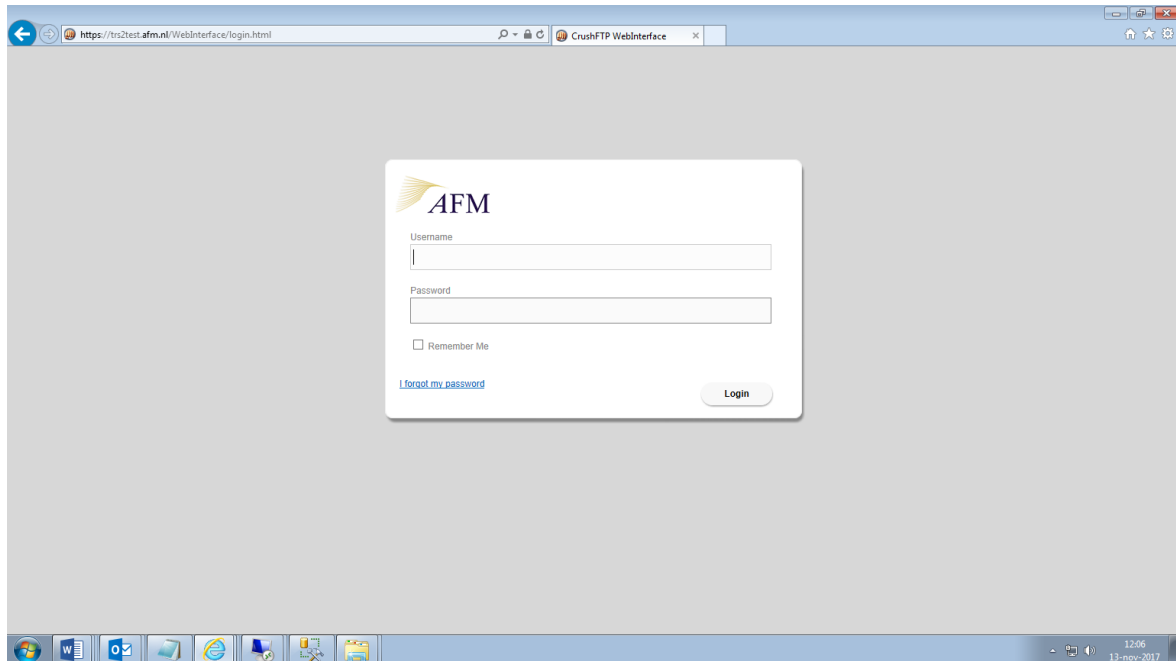 https://trs2test.afm.nl/WebInterface/login.html
CrushFTP WebInterface
AFM
Username
Password
Remember Me
I forgot my password
Login
12:06
13-nov-2017